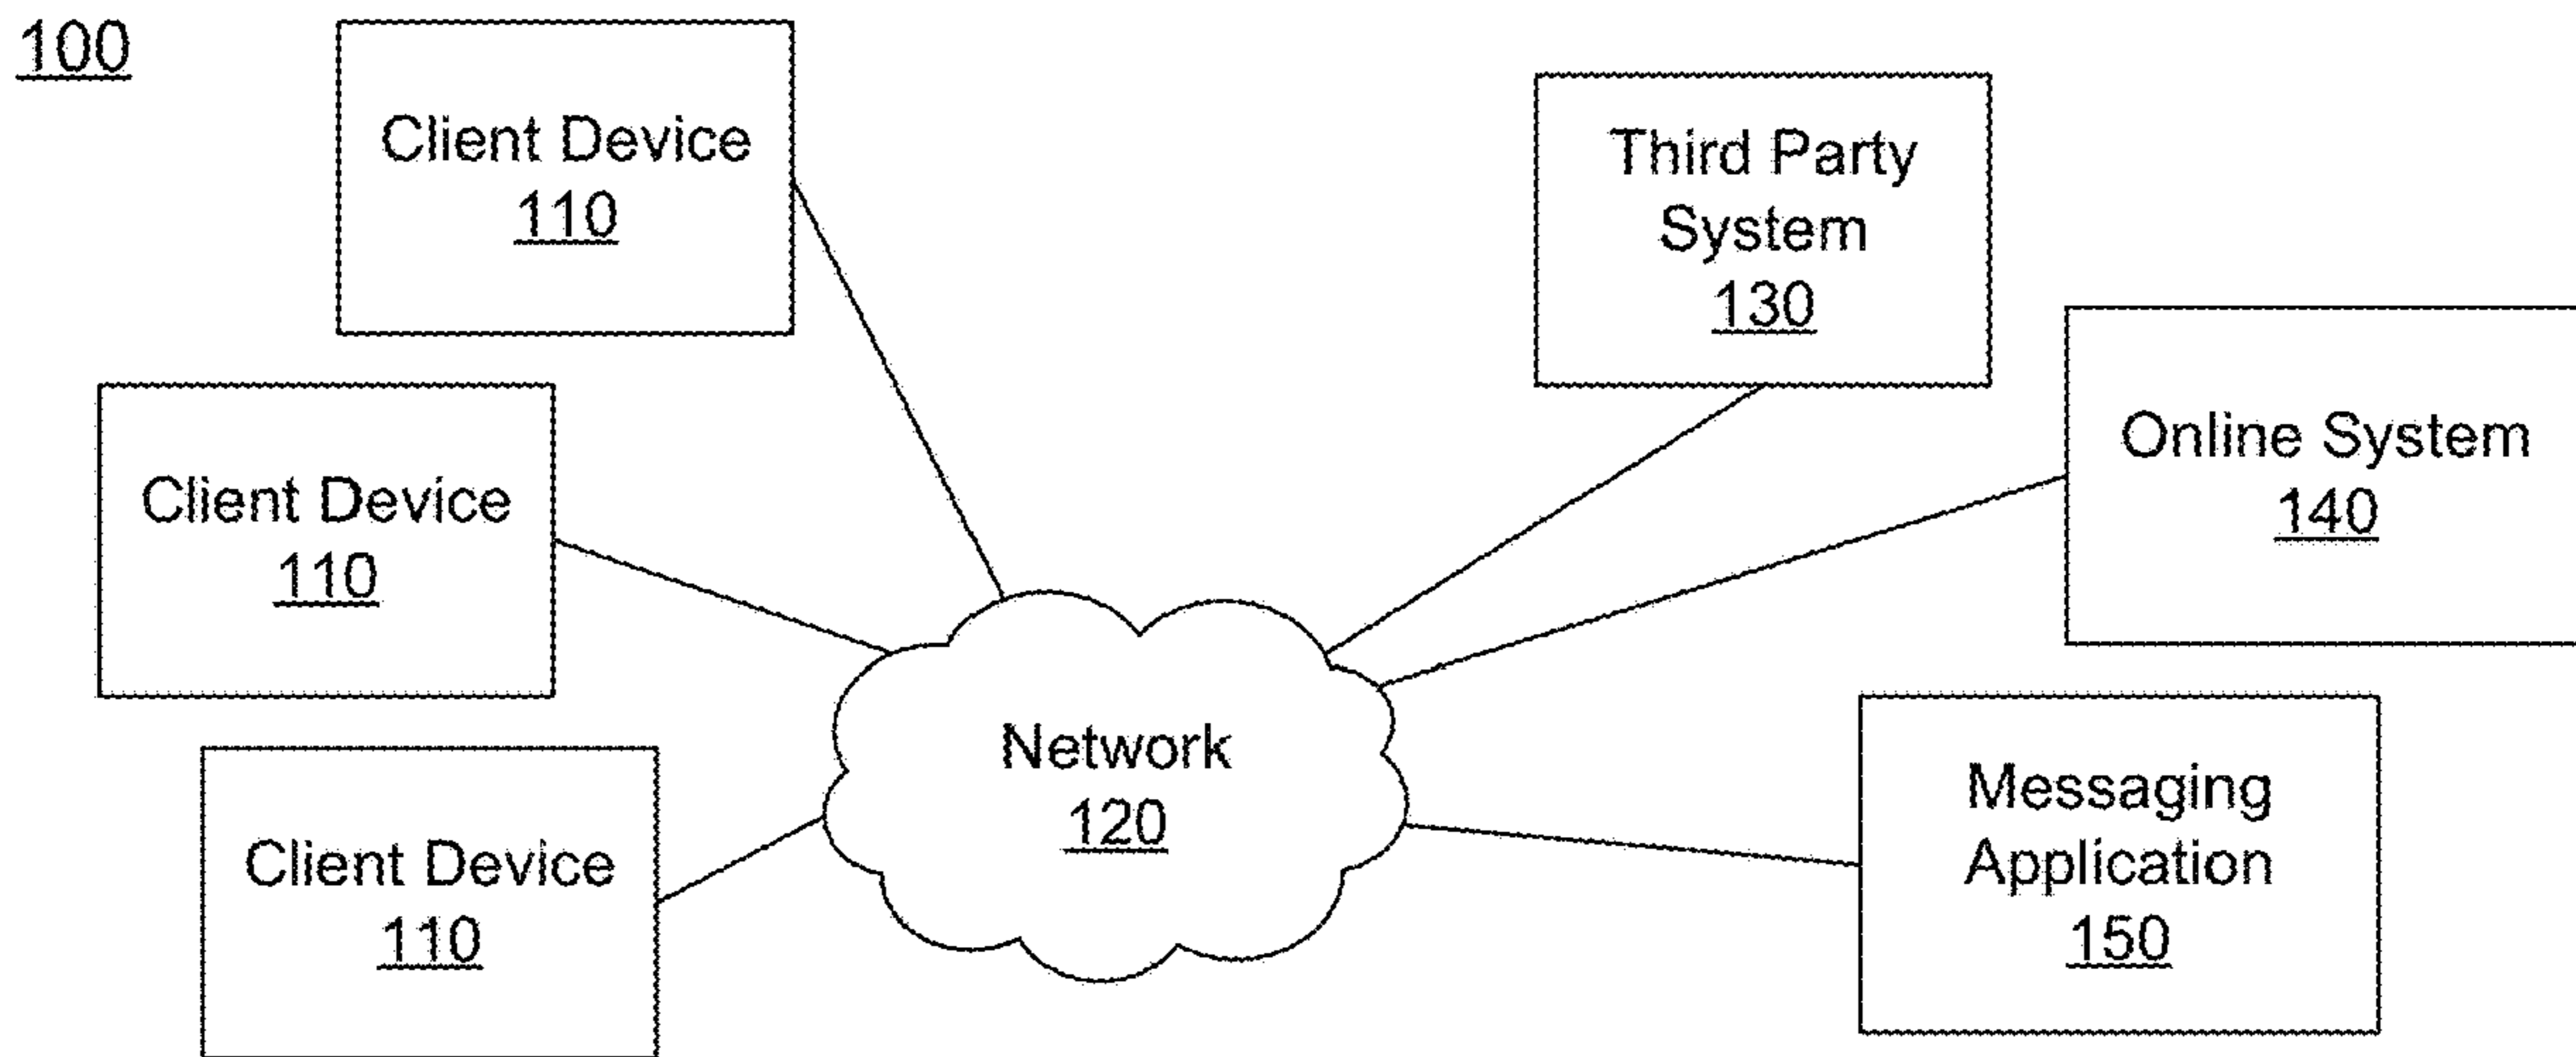 100
Client Device
110
Third Party
System
130
Client Device
110
Online System
140
Client Device
110
Network
120
Messaging
Application
150